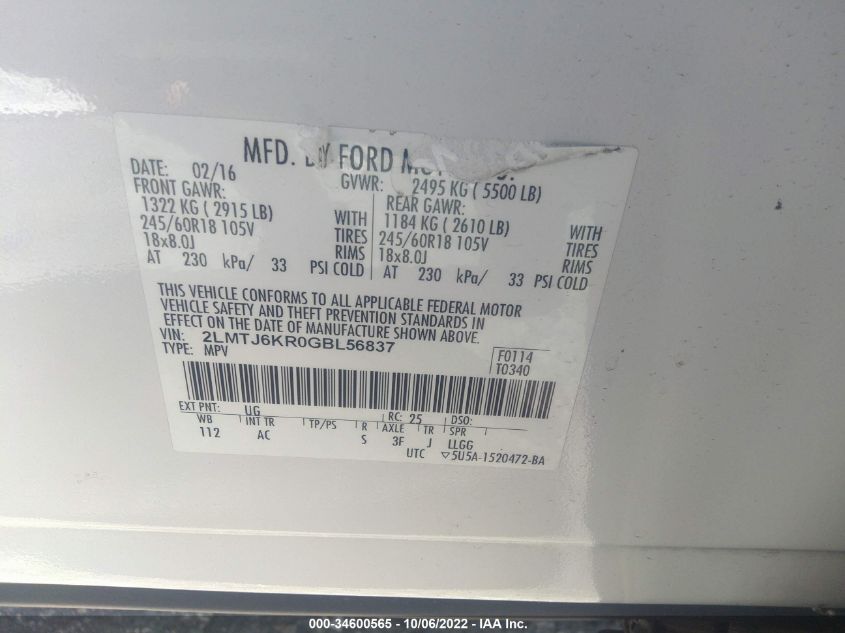 MFD. BY FORD MOT
DATE: 02/16 GVWR: 2495 KG ( 5500 LB)
FRONT GAWR: REAR GAWR:
1322 KG ( 2915 LB) WITH 1184 KG ( 2610 LB) WITH
245/60R18 105V TIRES 245/60R18 105V TIRES
18x8.0J RIMS 18x8.0J RIMS
AT 230 kPa/ 33 PSI COLD AT 230 kPa/ 33 PSI COLD
THIS VEHICLE CONFORMS TO ALL APPLICABLE FEDERAL MOTOR
VEHICLE SAFETY AND THEFT PREVENTION STANDARDS IN
EFFECT ON THE DATE OF MANUFACTURE SHOWN ABOVE.
VIN: 2LMTJ6KR0GBL56837
TYPE: MPV
F0114
T0340
EXT PNT: UG RC: 25 DSO:
WB INT TR TP/PS R AXLE TR SPR
112 AC S 3F J LLGG
UTC ▽5U5A-1520472-BA
000-34600565 - 10/06/2022 - IAA Inc.